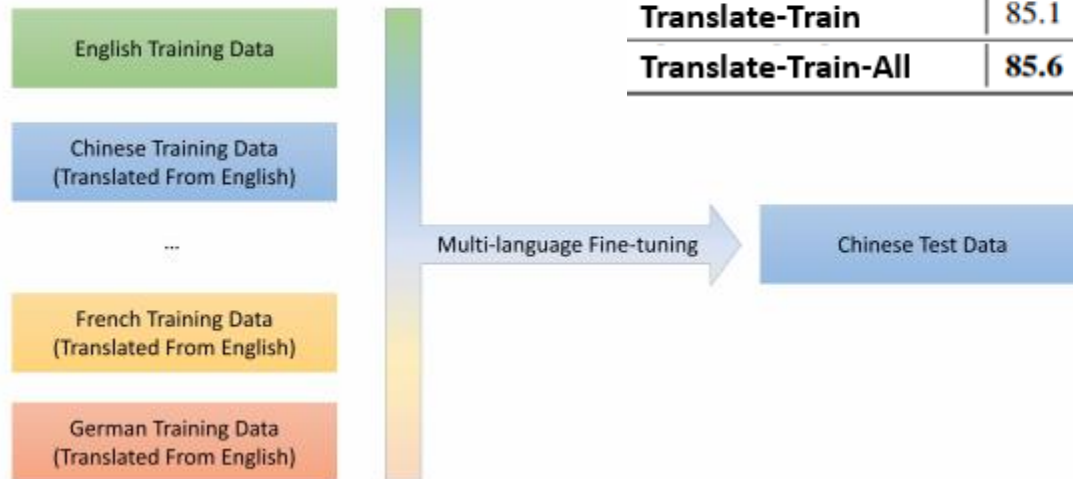 Translate-Train 85.1
Translate-Train-All 85.6
English Training Data
Chinese Training Data
(Translated From English)
...
French Training Data
(Translated From English)
German Training Data
(Translated From English)
Multi-language Fine-tuning
Chinese Test Data